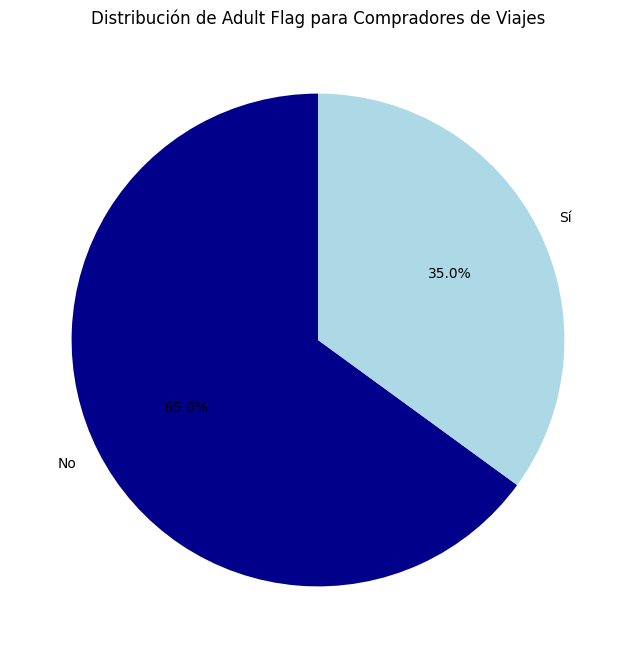 Distribución de Adult Flag para Compradores de Viajes
Sí
35.0%
65.0%
No